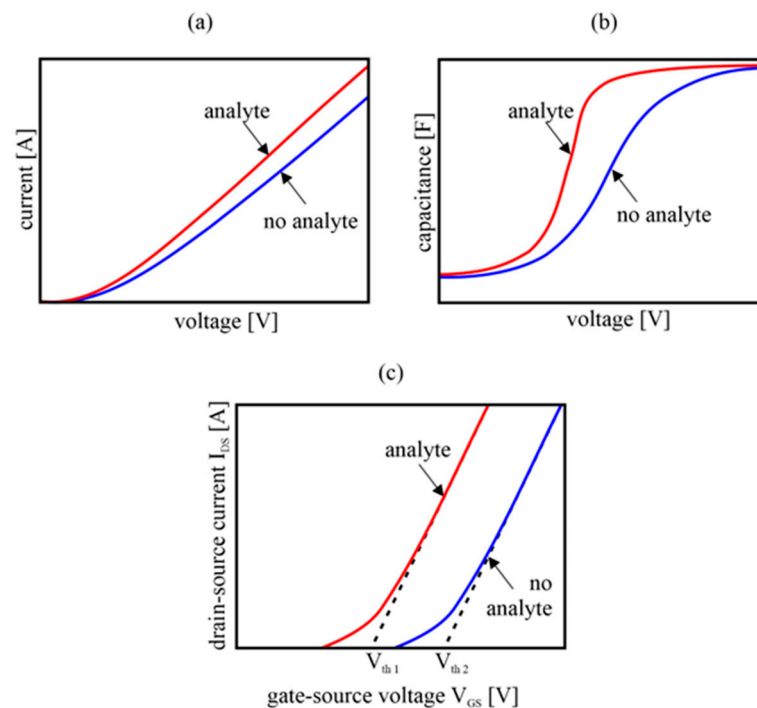 (a)
(b)
current [A]
analyte
no analyte
voltage [V]
capacitance [F]
analyte
no analyte
voltage [V]
(c)
drain-source current I_DS [A]
analyte
no
analyte
V_th 1
V_th 2
gate-source voltage V_GS [V]